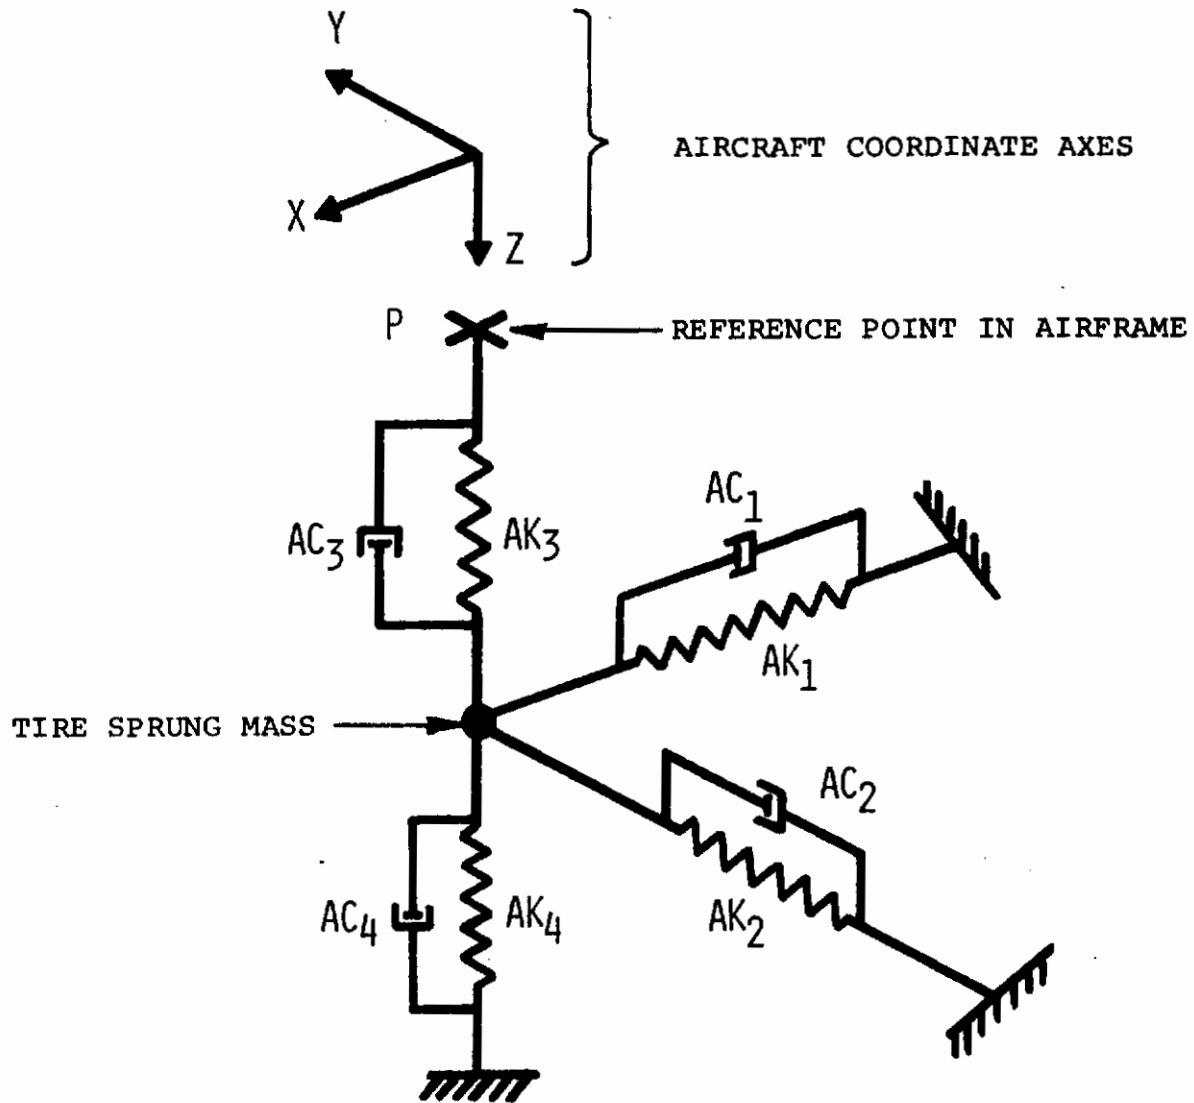 Y
AIRCRAFT COORDINATE AXES
X
Z
P
REFERENCE POINT IN AIRFRAME
AC1
AC3
AK3
AK1
TIRE SPRUNG MASS
AC2
AC4
AK4
AK2